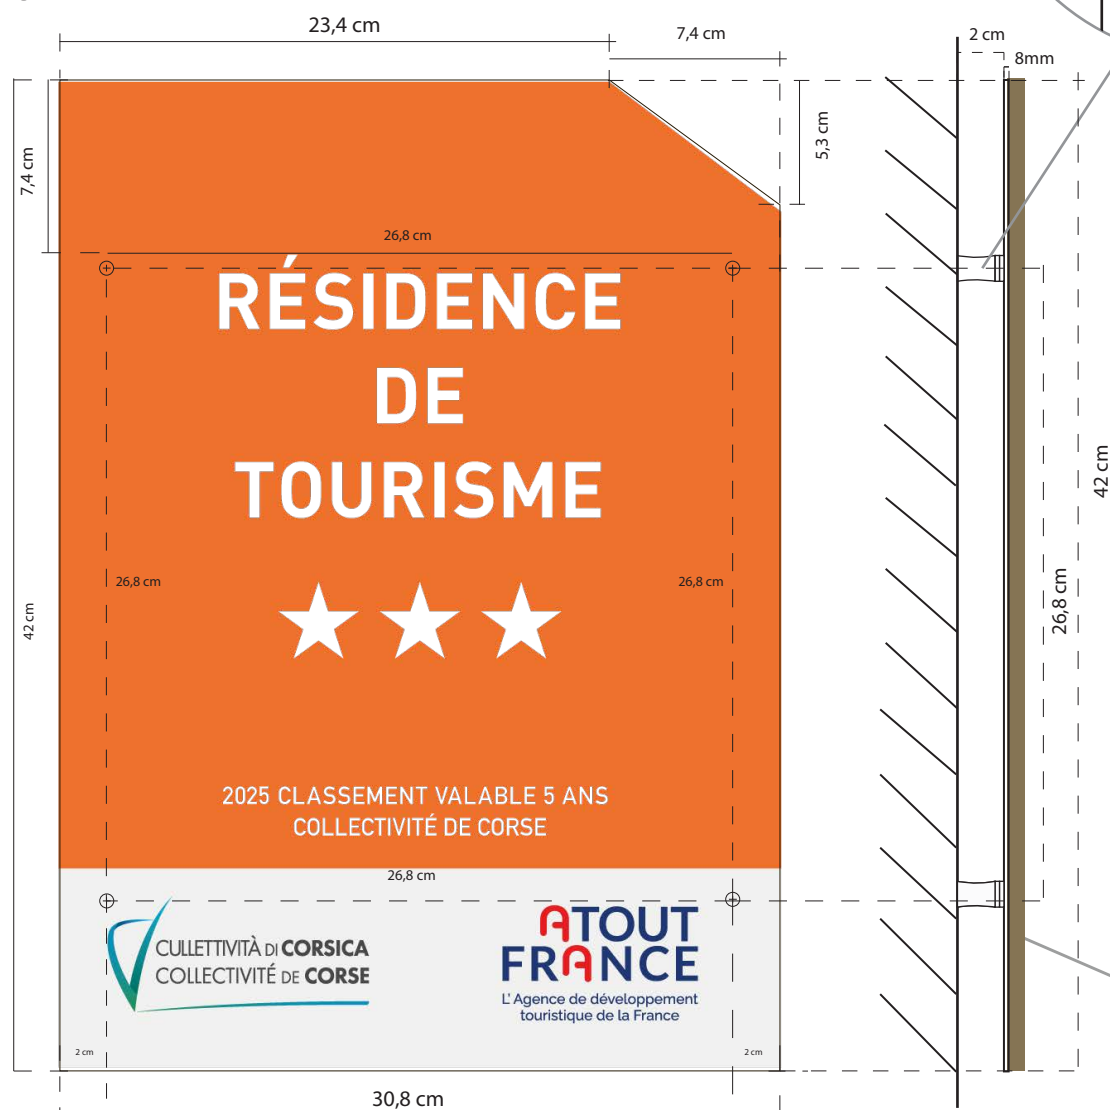 23,4 cm
7,4 cm
2 cm
8mm
7,4 cm
5,3 cm
26,8 cm
RÉSIDENCE
DE
TOURISME
26,8 cm
26,8 cm
42 cm
42 cm
26,8 cm
2025 CLASSEMENT VALABLE 5 ANS
COLLECTIVITÉ DE CORSE
26,8 cm
CULLETTIVITÀ DI CORSICA
COLLECTIVITÉ DE CORSE
ATOUT
FRANCE
L'Agence de développement
touristique de la France
2 cm
2 cm
30,8 cm